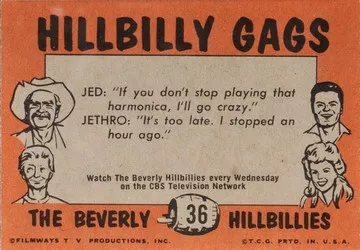 HILLBILLY GAGS
JED: "If you don't stop playing that
harmonica, I'll go crazy."
JETHRO: "It's too late. I stopped an
hour ago."
Watch The Beverly Hillbillies every Wednesday
on the CBS Television Network
THE BEVERLY 36 HILLBILLIES
©FILMWAYS T V PRODUCTIONS, INC. ©T.C.G. PRTD. IN U.S.A.